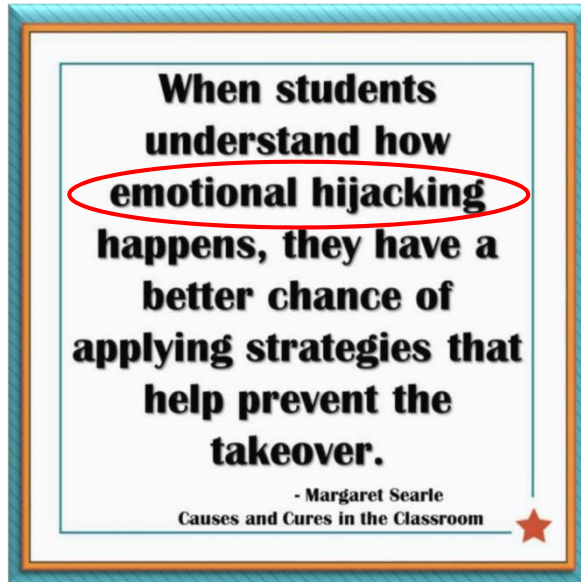 When students
understand how
emotional hijacking
happens, they have a
better chance of
applying strategies that
help prevent the
takeover.
- Margaret Searle
Causes and Cures in the Classroom